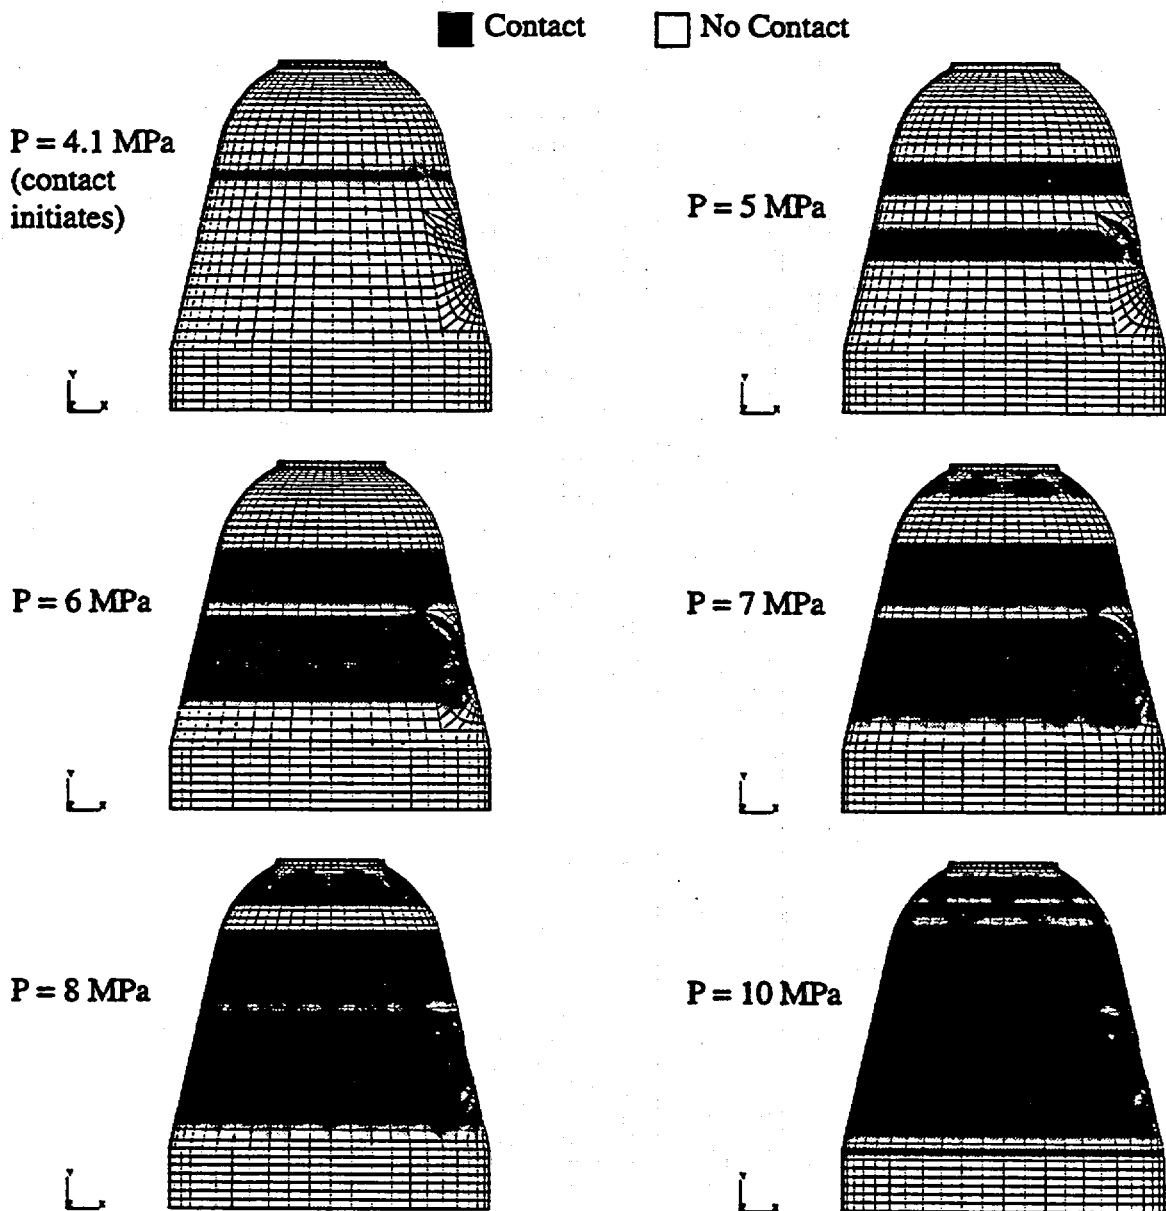 Contact
No Contact
P = 4.1 MPa
(contact
initiates)
P = 5 MPa
Y
X
Y
X
P = 6 MPa
P = 7 MPa
Y
X
Y
X
P = 8 MPa
P = 10 MPa
Y
X
Y
X